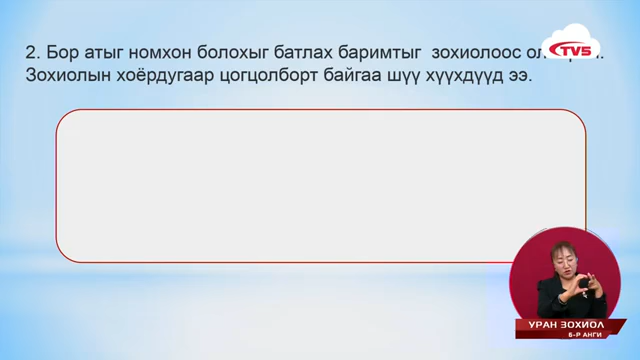 2. Бор атыг номхон болохыг батлах баримтыг зохиолоос
Зохиолын хоёрдугаар цогцолборт байгаа шүү хүүхдүүд ээ.
TV5
УРАН ЗОХИОЛ
6-Р АНГИ